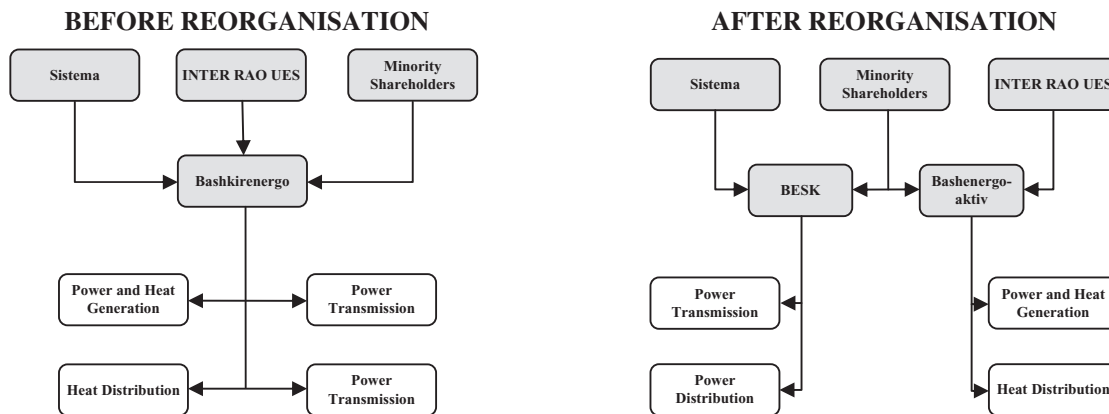 BEFORE REORGANISATION
Sistema
INTER RAO UES
Minority
Shareholders
Bashkirenergo
Power and Heat
Generation
Power
Transmission
Heat Distribution
Power
Transmission
AFTER REORGANISATION
Sistema
Minority
Shareholders
INTER RAO UES
BESK
Bashenergo-
aktiv
Power
Transmission
Power and Heat
Generation
Power
Distribution
Heat Distribution